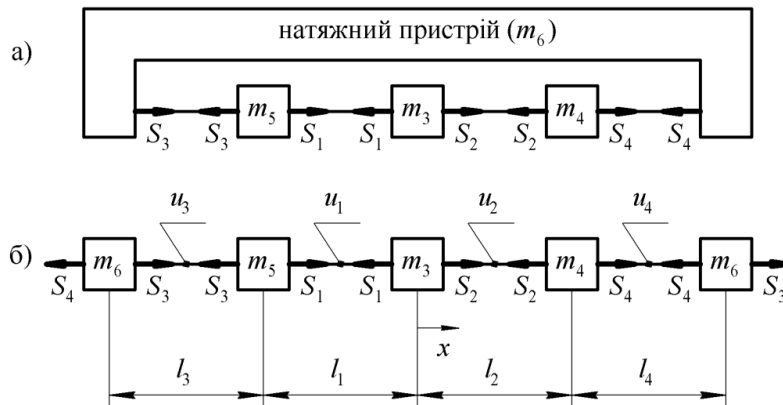 а)
натяжний пристрій (m₆)
m₅ m₃ m₄
S₃ S₃ S₁ S₁ S₂ S₂ S₄ S₄
u₃ u₁ u₂ u₄
б)
m₆ m₅ m₃ m₄ m₆
S₄ S₃ S₃ S₁ S₁ S₂ S₂ S₄ S₄ S₃
x
l₃ l₁ l₂ l₄